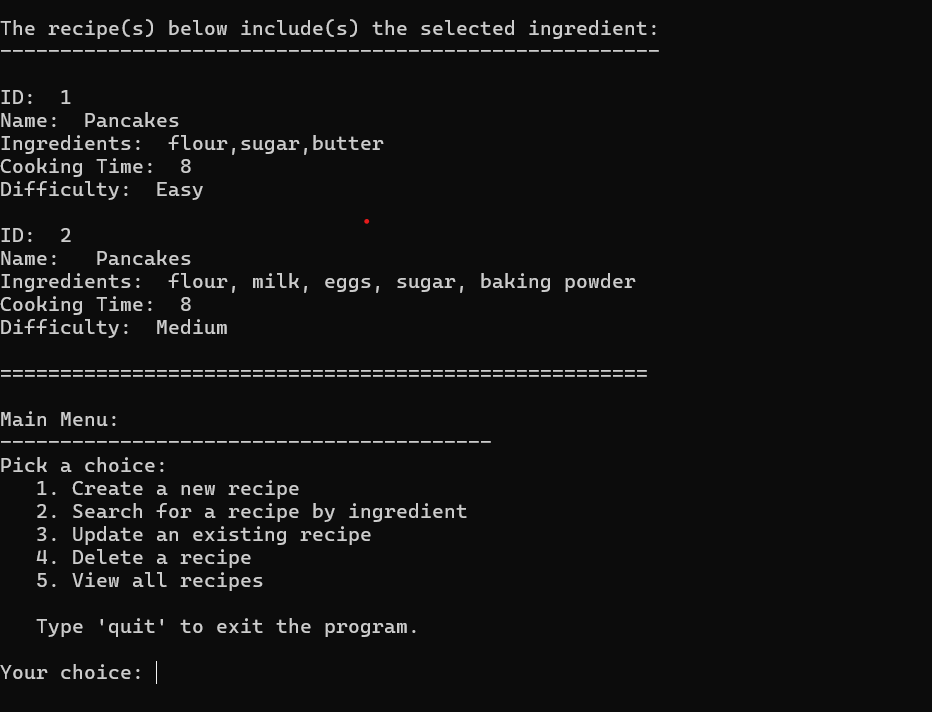 The recipe(s) below include(s) the selected ingredient:
-------------------------------------------------------
ID:  1
Name:  Pancakes
Ingredients:  flour,sugar,butter
Cooking Time:  8
Difficulty:  Easy
ID:  2
Name:   Pancakes
Ingredients:  flour, milk, eggs, sugar, baking powder
Cooking Time:  8
Difficulty:  Medium
======================================================
Main Menu:
-----------------------------------------
Pick a choice:
   1. Create a new recipe
   2. Search for a recipe by ingredient
   3. Update an existing recipe
   4. Delete a recipe
   5. View all recipes
   Type 'quit' to exit the program.
Your choice: